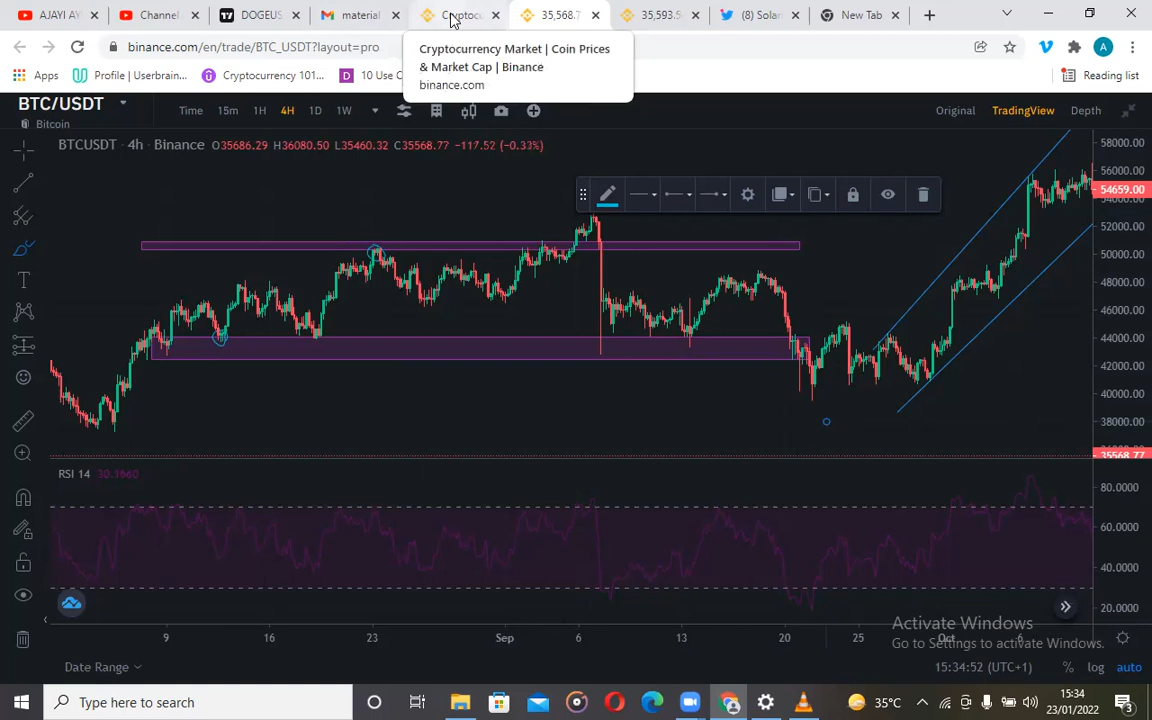 AJAYI A
Channel
DOGEUS
material
Cryptocu
35,568.7
35,593.5
(8) Solar
New Tab
binance.com/en/trade/BTC_USDT?layout=pro
Cryptocurrency Market | Coin Prices
& Market Cap | Binance
binance.com
Apps
Profile | Userbrain...
Cryptocurrency 101...
10 Use C
Reading list
BTC/USDT
Bitcoin
Time 15m 1H 4H 1D 1W
Original TradingView Depth
BTCUSDT · 4h · Binance O35686.29 H36080.50 L35460.32 C35568.77 -117.52 (-0.33%)
58000.00
56000.00
54659.00
54000.00
52000.00
50000.00
48000.00
46000.00
44000.00
42000.00
40000.00
38000.00
35568.77
RSI 14 30.1660
80.0000
60.0000
40.0000
20.0000
9 16 23 Sep 6 13 20 25 Oct 6
Activate Windows
Go to Settings to activate Windows.
Date Range
15:34:52 (UTC+1) % log auto
Type here to search
35°C
15:34
23/01/2022
3